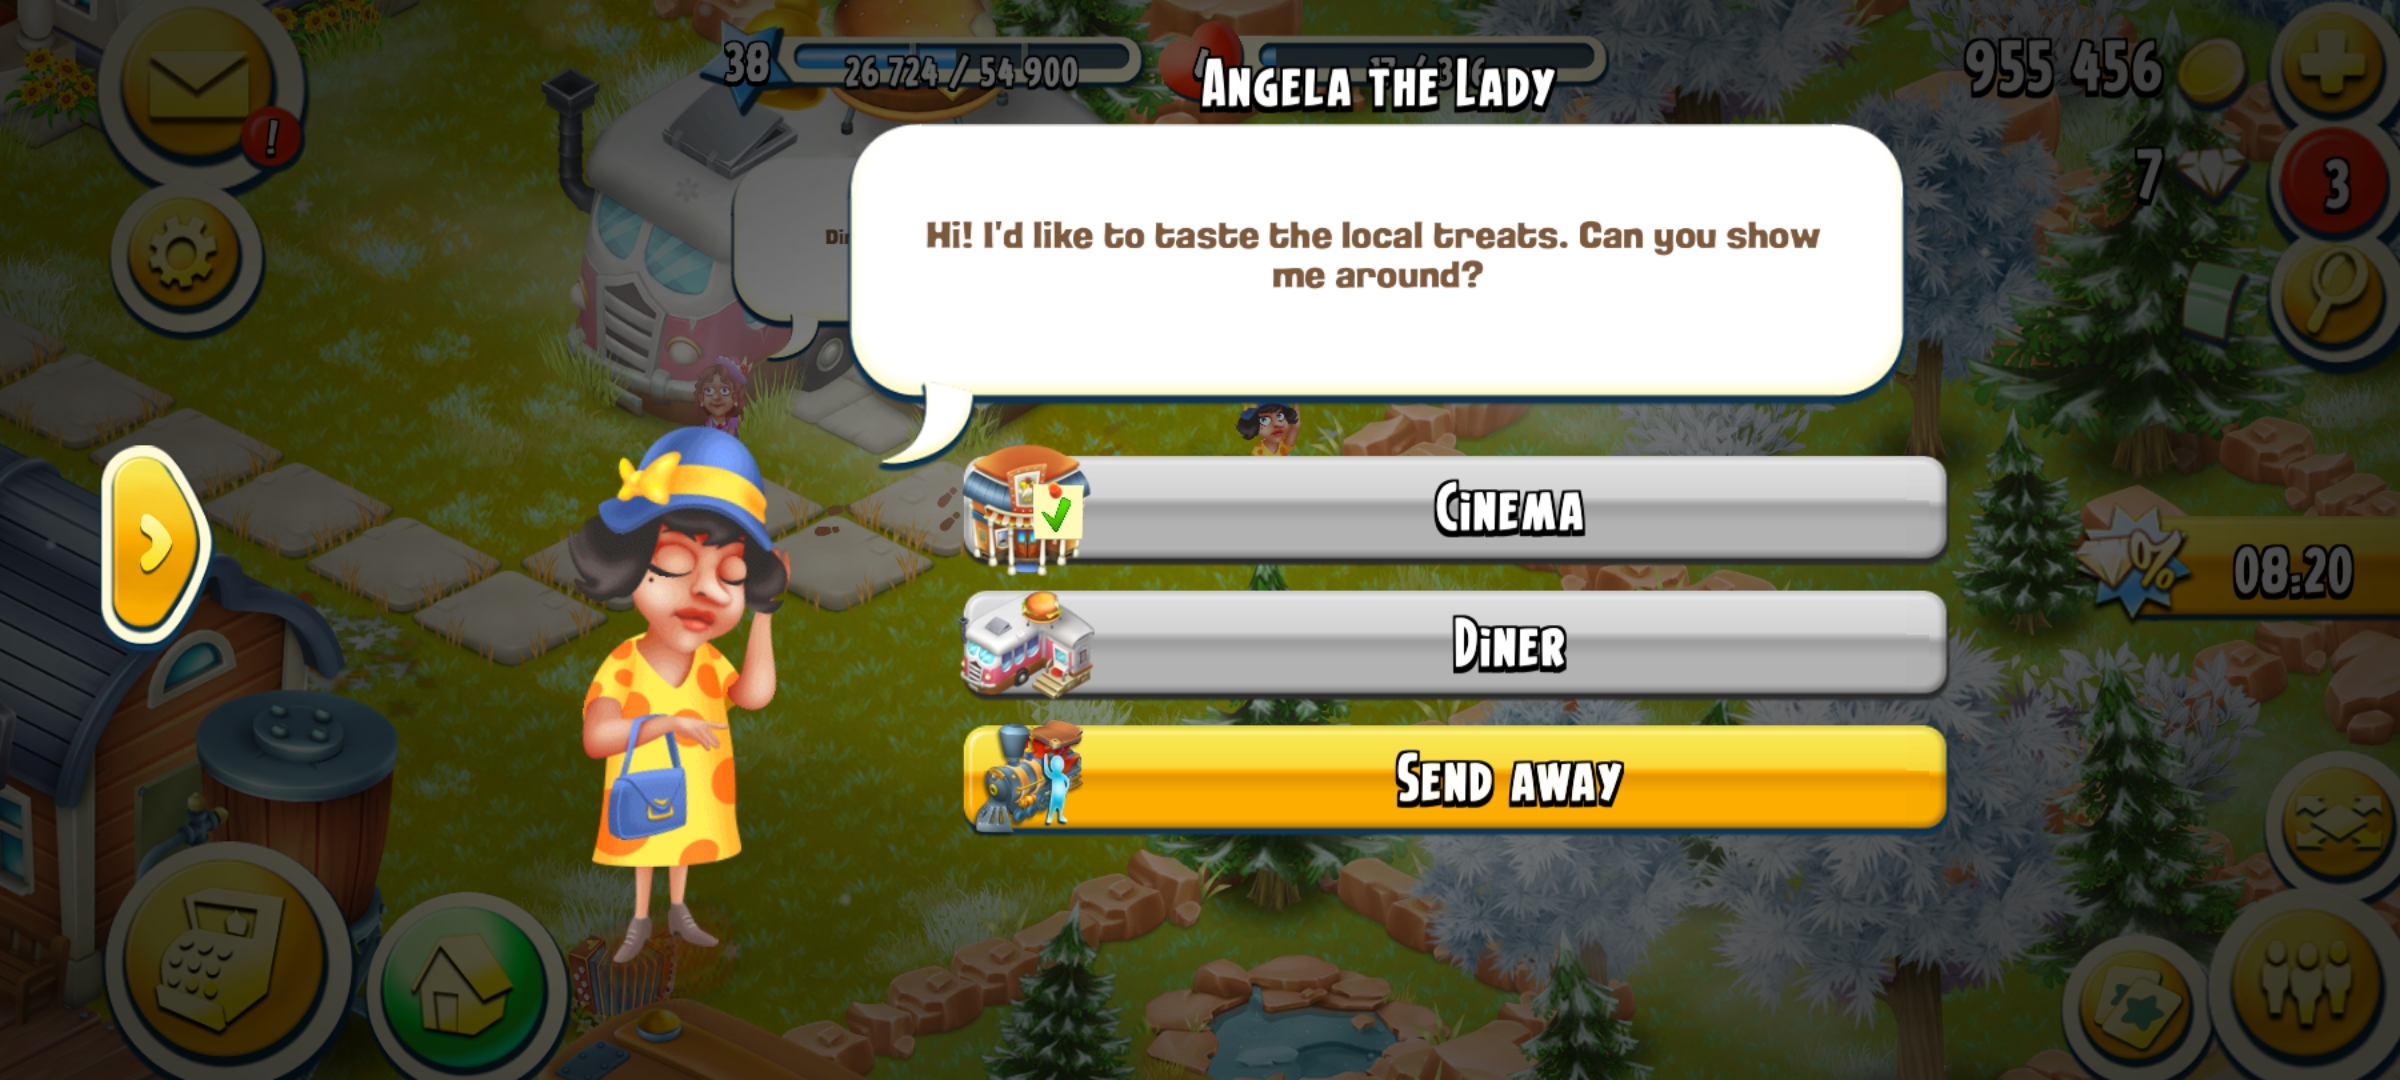 38
26 724 / 54 900
ANGELA THE LADY
955 456
7
3
!
Hi! I'd like to taste the local treats. Can you show
me around?
CINEMA
DINER
%
08:20
SEND AWAY